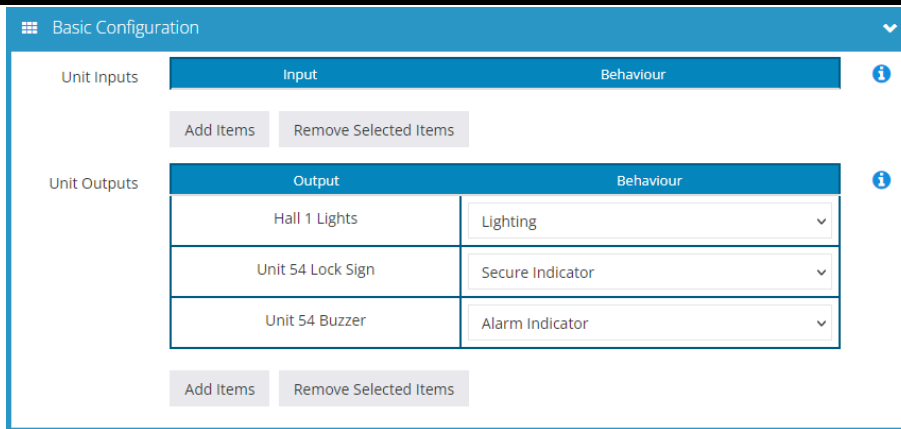 Basic Configuration
Unit Inputs Input Behaviour
Add Items Remove Selected Items
Unit Outputs Output Behaviour
Hall 1 Lights Lighting
Unit 54 Lock Sign Secure Indicator
Unit 54 Buzzer Alarm Indicator
Add Items Remove Selected Items